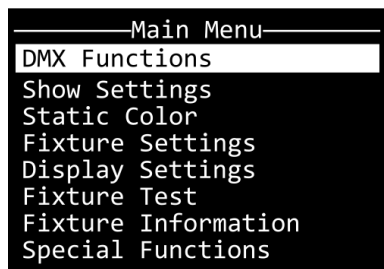 Main Menu
DMX Functions
Show Settings
Static Color
Fixture Settings
Display Settings
Fixture Test
Fixture Information
Special Functions